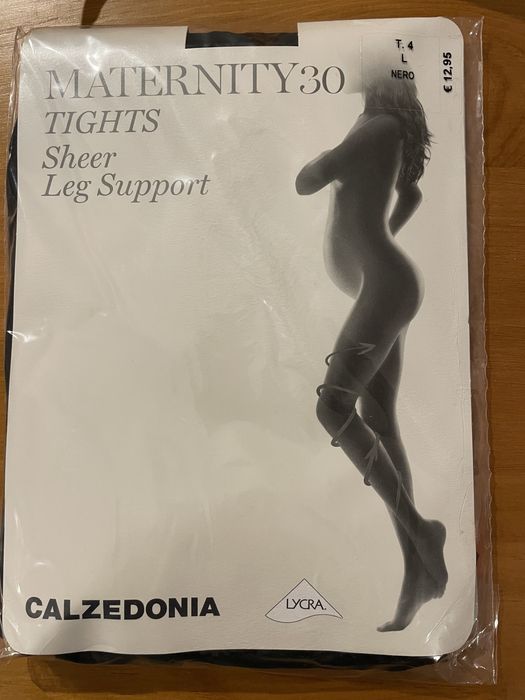 MATERNITY30
TIGHTS
Sheer
Leg Support
T. 4
L
NERO
€ 12,95
CALZEDONIA
LYCRA.